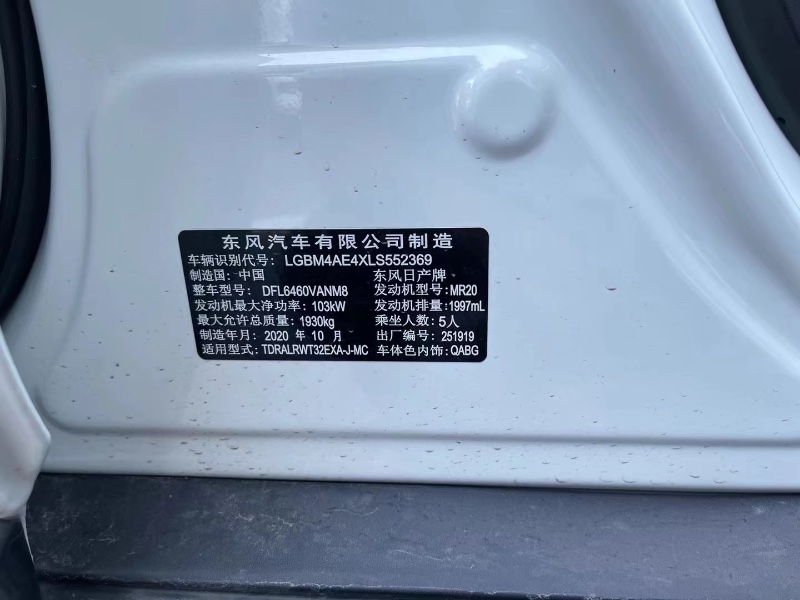 东风汽车有限公司制造
车辆识别代号: LGBM4AE4XLS552369
制造国: 中国 东风日产牌
整车型号: DFL6460VANM8 发动机型号: MR20
发动机最大净功率: 103kW 发动机排量: 1997mL
最大允许总质量: 1930kg 乘坐人数: 5人
制造年月: 2020 年 10 月 出厂编号: 251919
适用型式: TDRALRWT32EXA-J-MC 车体色内饰: QABG